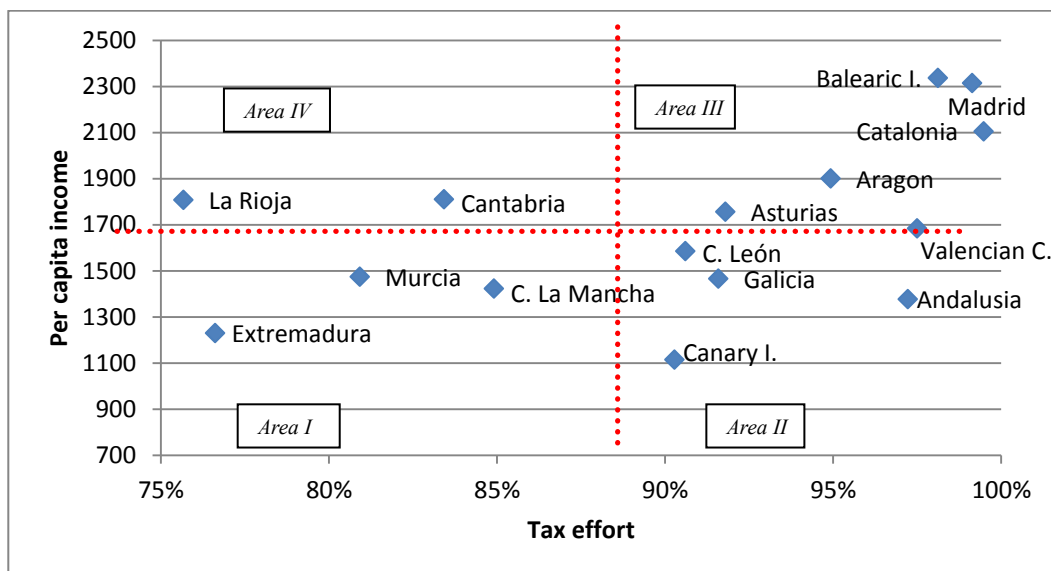 2500
2300
2100
1900
1700
1500
1300
1100
900
700
Per capita income
Area IV
Area III
Balearic I.
Madrid
Catalonia
Aragon
La Rioja
Cantabria
Asturias
Valencian C.
C. León
Murcia
Galicia
C. La Mancha
Andalusia
Extremadura
Canary I.
Area I
Area II
75%
80%
85%
90%
95%
100%
Tax effort